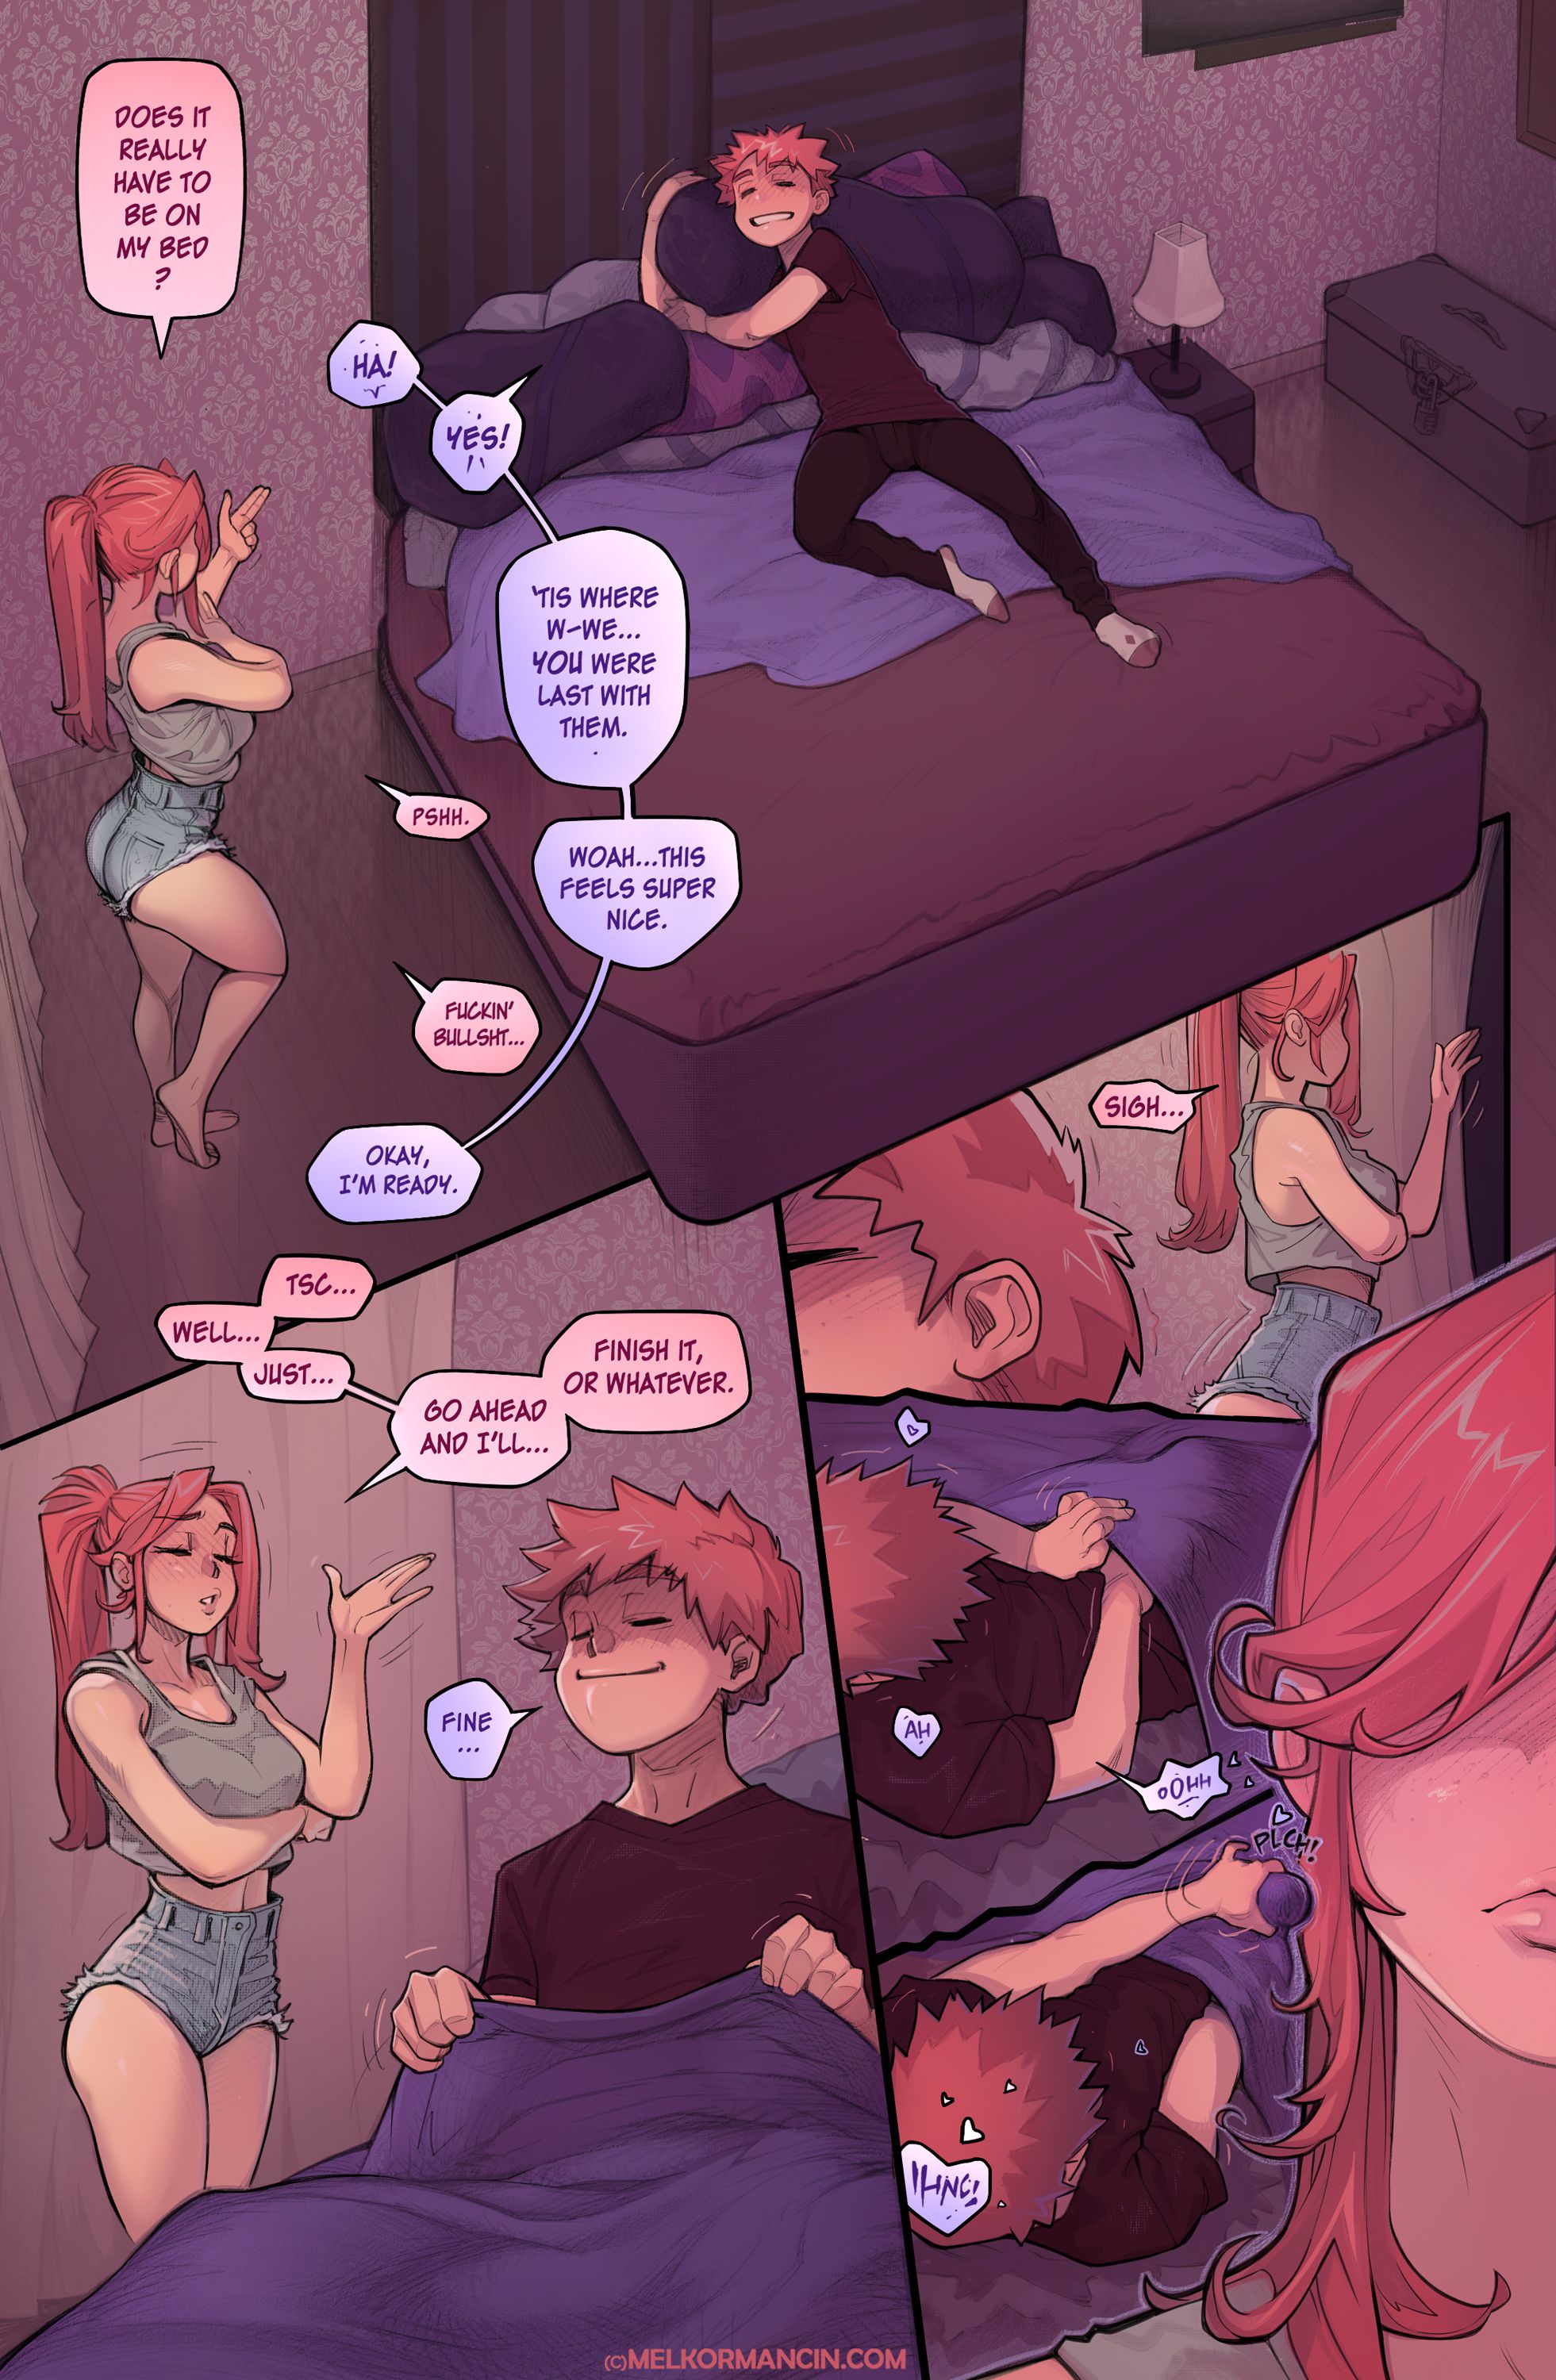 DOES IT
REALLY
HAVE TO
BE ON
MY BED
?
HA!
YES!
'TIS WHERE
W-WE...
YOU WERE
LAST WITH
THEM.
PSHH.
WOAH...THIS
FEELS SUPER
NICE.
FUCKIN'
BULLSHT...
OKAY,
I'M READY.
TSC...
WELL...
JUST...
GO AHEAD
AND I'LL...
FINISH IT,
OR WHATEVER.
FINE
...
SIGH...
AH
OOHH
PLCH!
©MELKORMANCIN.COM